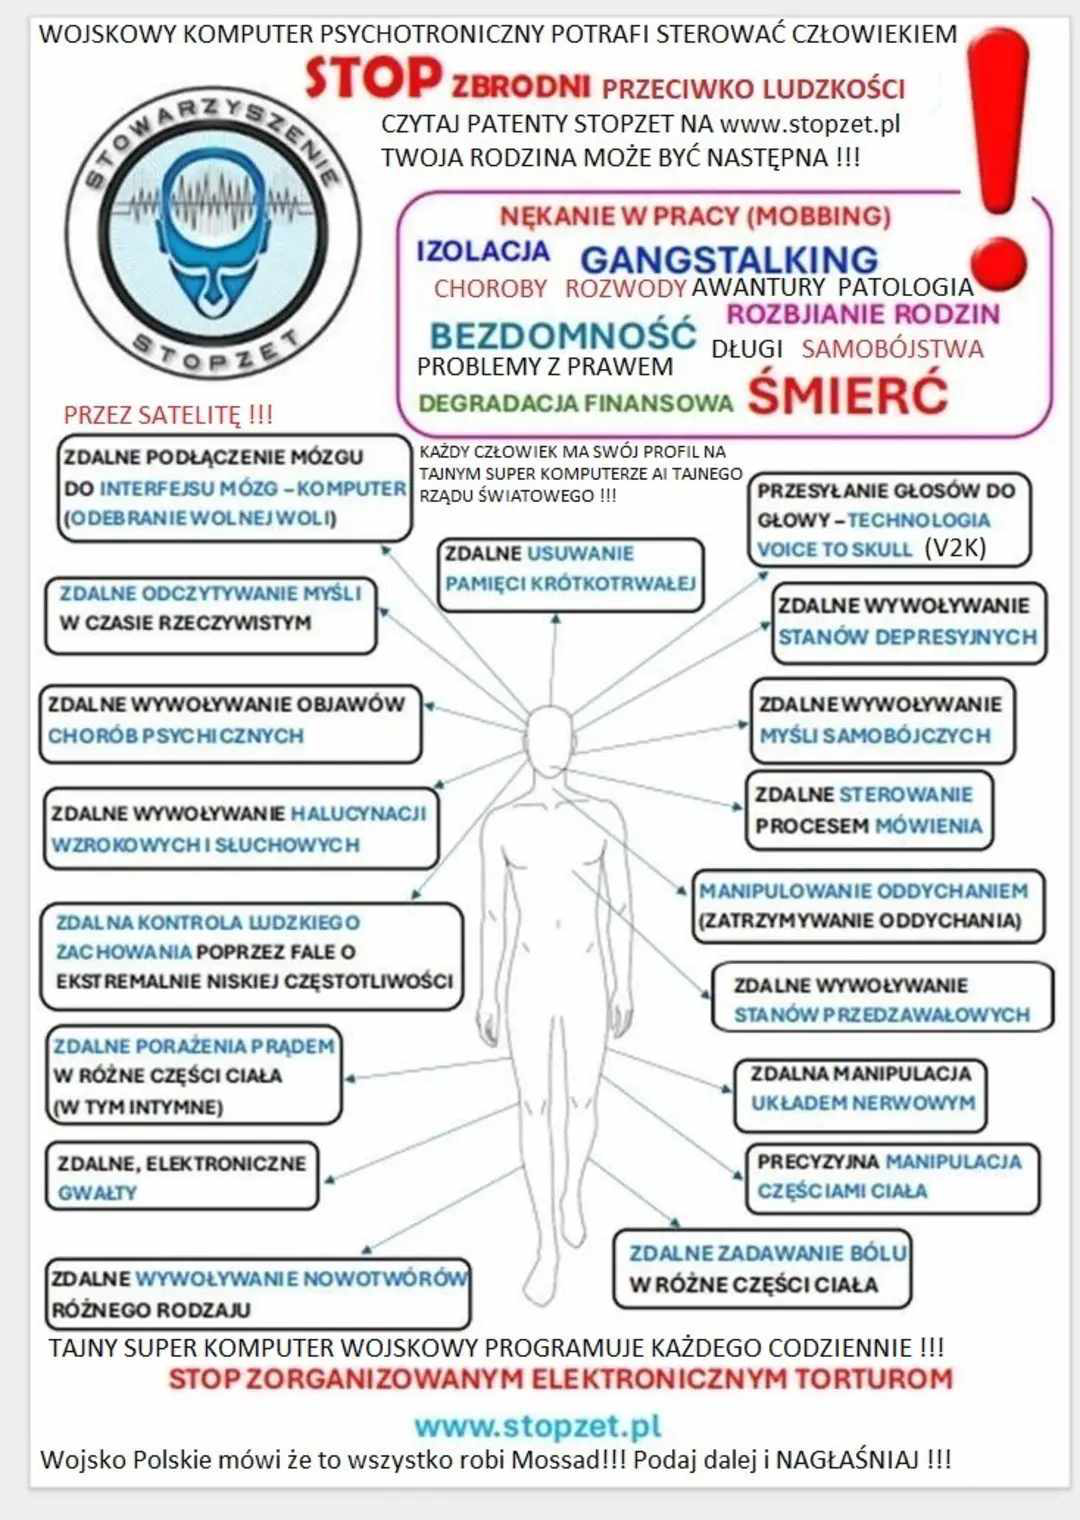 WOJSKOWY KOMPUTER PSYCHOTRONICZNY POTRAFI STEROWAĆ CZŁOWIEKIEM
STOP ZBRODNI PRZECIWKO LUDZKOŚCI
CZYTAJ PATENTY STOPZET NA www.stopzet.pl
TWOJA RODZINA MOŻE BYĆ NASTĘPNA !!!
STOWARZYSZENIE
STOPZET
NĘKANIE W PRACY (MOBBING)
IZOLACJA GANGSTALKING
CHOROBY ROZWODY AWANTURY PATOLOGIA
ROZBJIANIE RODZIN
BEZDOMNOŚĆ DŁUGI SAMOBÓJSTWA
PROBLEMY Z PRAWEM
DEGRADACJA FINANSOWA ŚMIERĆ
PRZEZ SATELITĘ !!!
KAŻDY CZŁOWIEK MA SWÓJ PROFIL NA
TAJNYM SUPER KOMPUTERZE AI TAJNEGO
RZĄDU ŚWIATOWEGO !!!
ZDALNE PODŁĄCZENIE MÓZGU
DO INTERFEJSU MÓZG – KOMPUTER
(ODEBRANIE WOLNEJ WOLI)
PRZESYŁANIE GŁOSÓW DO
GŁOWY – TECHNOLOGIA
VOICE TO SKULL (V2K)
ZDALNE USUWANIE
PAMIĘCI KRÓTKOTRWAŁEJ
ZDALNE ODCZYTYWANIE MYŚLI
W CZASIE RZECZYWISTYM
ZDALNE WYWOŁYWANIE
STANÓW DEPRESYJNYCH
ZDALNE WYWOŁYWANIE OBJAWÓW
CHORÓB PSYCHICZNYCH
ZDALNE WYWOŁYWANIE
MYŚLI SAMOBÓJCZYCH
ZDALNE WYWOŁYWANIE HALUCYNACJI
WZROKOWYCH I SŁUCHOWYCH
ZDALNE STEROWANIE
PROCESEM MÓWIENIA
MANIPULOWANIE ODDYCHANIEM
(ZATRZYMYWANIE ODDYCHANIA)
ZDALNA KONTROLA LUDZKIEGO
ZACHOWANIA POPRZEZ FALE O
EKSTREMALNIE NISKIEJ CZĘSTOTLIWOŚCI
ZDALNE WYWOŁYWANIE
STANÓW PRZEDZAWAŁOWYCH
ZDALNE PORAŻENIA PRĄDEM
W RÓŻNE CZĘŚCI CIAŁA
(W TYM INTYMNE)
ZDALNA MANIPULACJA
UKŁADEM NERWOWYM
ZDALNE, ELEKTRONICZNE
GWAŁTY
PRECYZYJNA MANIPULACJA
CZĘŚCIAMI CIAŁA
ZDALNE WYWOŁYWANIE NOWOTWÓRÓW
RÓŻNEGO RODZAJU
ZDALNE ZADAWANIE BÓLU
W RÓŻNE CZĘŚCI CIAŁA
TAJNY SUPER KOMPUTER WOJSKOWY PROGRAMUJE KAŻDEGO CODZIENNIE !!!
STOP ZORGANIZOWANYM ELEKTRONICZNYM TORTUROM
www.stopzet.pl
Wojsko Polskie mówi że to wszystko robi Mossad!!! Podaj dalej i NAGŁAŚNIAJ !!!